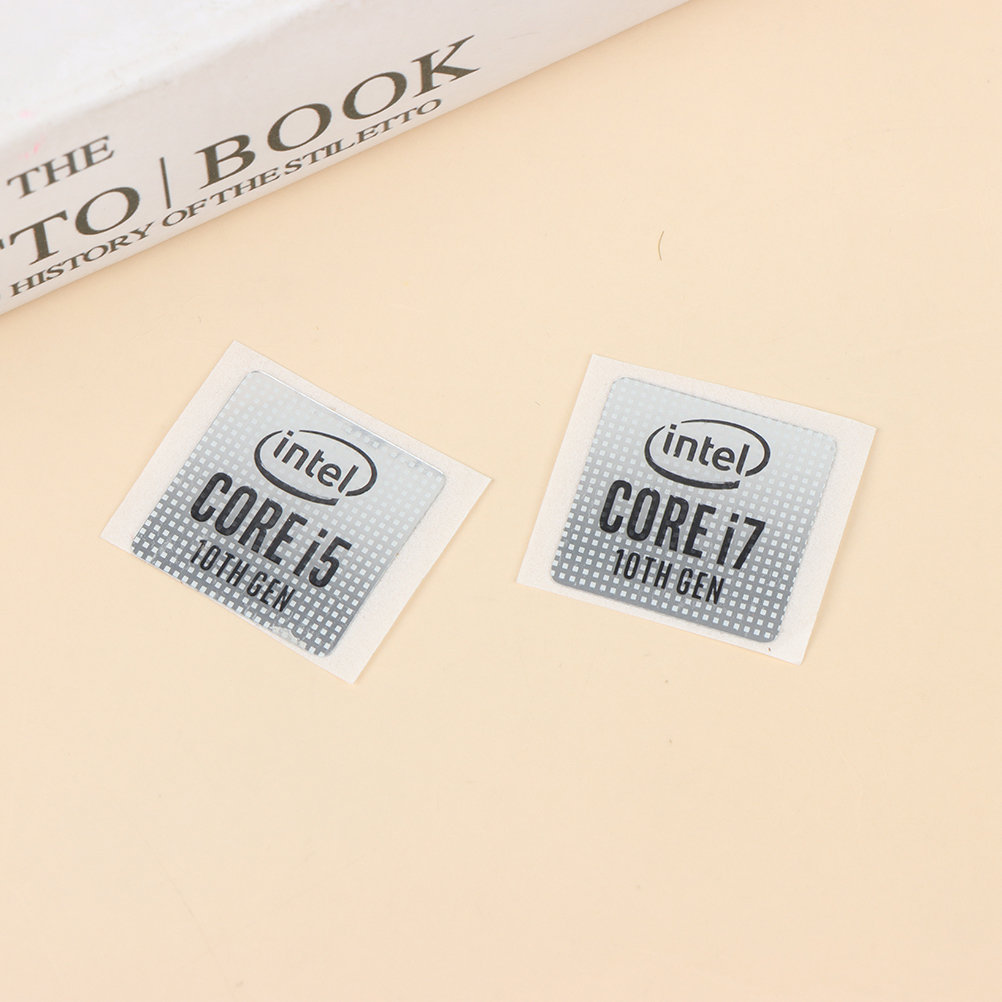 THE
TO | BOOK
HISTORY OF THE STILETTO
intel
CORE i5
10TH GEN
intel
CORE i7
10TH GEN